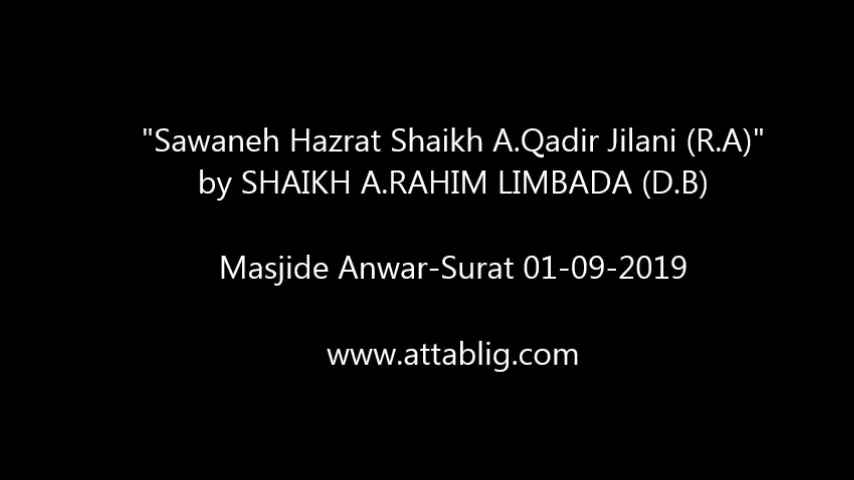 "Sawaneh Hazrat Shaikh A.Qadir Jilani (R.A)"
by SHAIKH A.RAHIM LIMBADA (D.B)
Masjide Anwar-Surat 01-09-2019
www.attablig.com